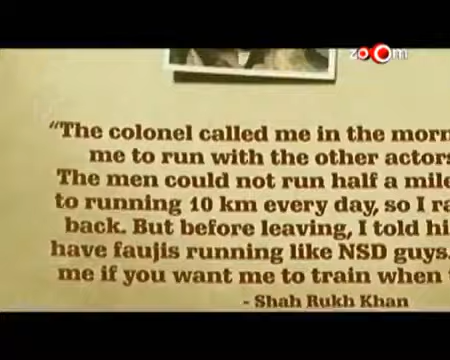 zoom
"The colonel called me in the morn
me to run with the other actors
The men could not run half a mile
to running 10 km every day, so I ra
back. But before leaving, I told hi
have faujis running like NSD guys.
me if you want me to train when
- Shah Rukh Khan